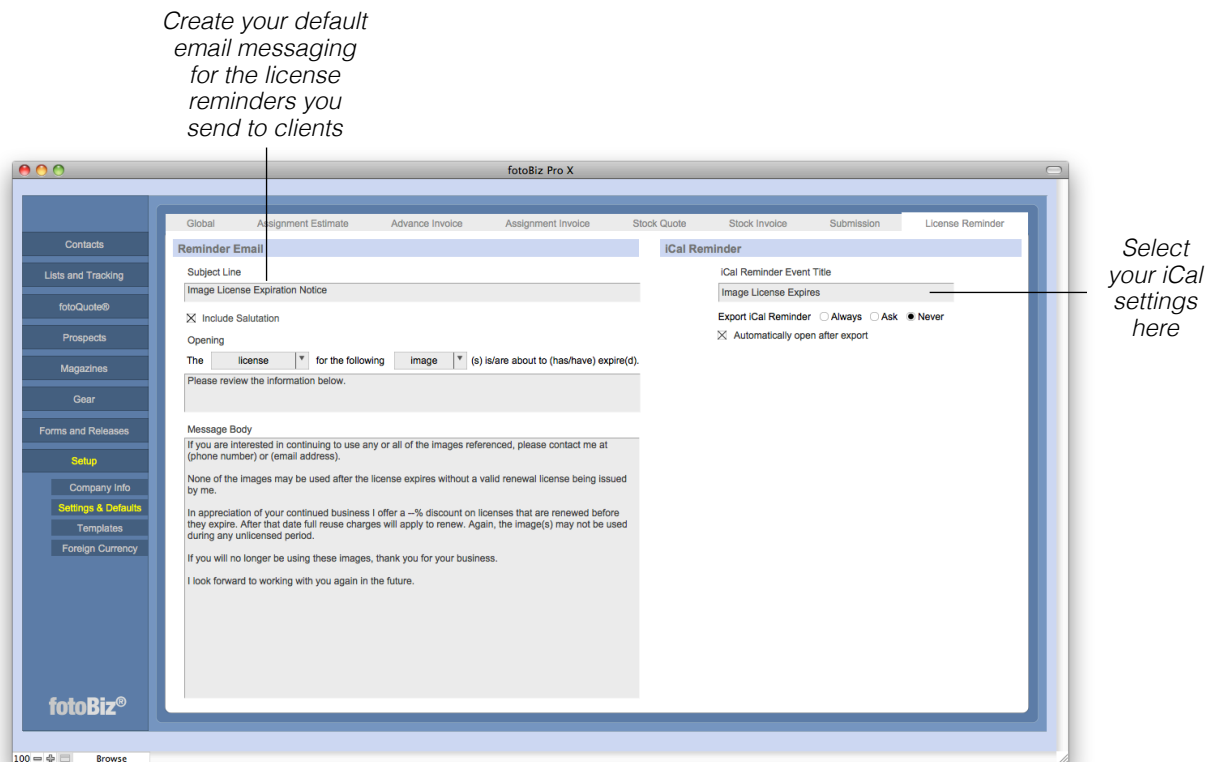 Create your default
email messaging
for the license
reminders you
send to clients
fotoBiz Pro X
Global Assignment Estimate Advance Invoice Assignment Invoice Stock Quote Stock Invoice Submission License Reminder
Contacts
Lists and Tracking
fotoQuote®
Prospects
Magazines
Gear
Forms and Releases
Setup
Company Info
Settings & Defaults
Templates
Foreign Currency
fotoBiz®
Reminder Email
Subject Line
Image License Expiration Notice
Include Salutation
Opening
The license for the following image (s) is/are about to (has/have) expire(d).
Please review the information below.
Message Body
If you are interested in continuing to use any or all of the images referenced, please contact me at
(phone number) or (email address).
None of the images may be used after the license expires without a valid renewal license being issued
by me.
In appreciation of your continued business I offer a --% discount on licenses that are renewed before
they expire. After that date full reuse charges will apply to renew. Again, the image(s) may not be used
during any unlicensed period.
If you will no longer be using these images, thank you for your business.
I look forward to working with you again in the future.
iCal Reminder
iCal Reminder Event Title
Image License Expires
Export iCal Reminder Always Ask Never
Automatically open after export
Select
your iCal
settings
here
100 Browse